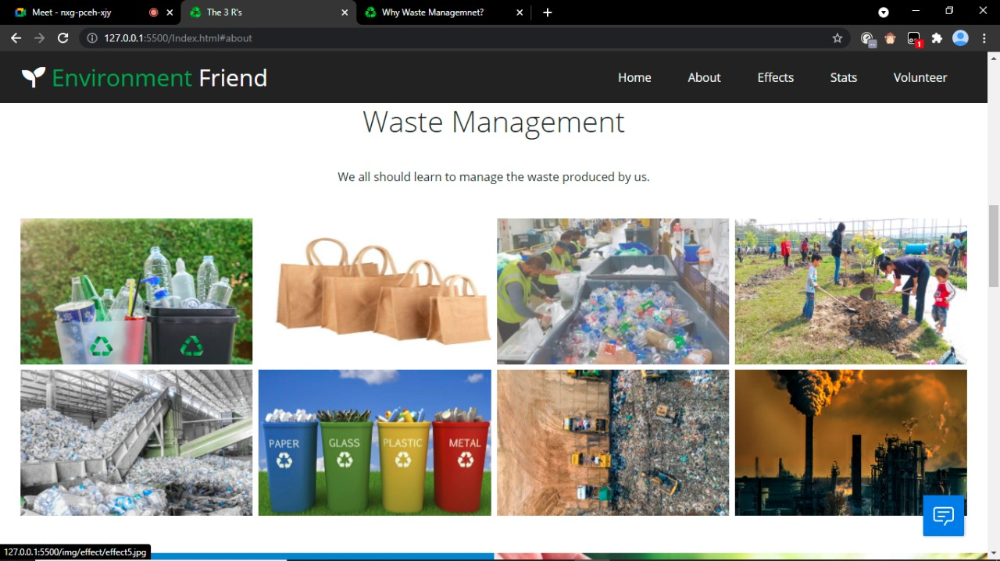 Meet - nxg-pceh-xjy
The 3 R's
Why Waste Managemnet?
127.0.0.1:5500/Index.html#about
1
Environment Friend
Home
About
Effects
Stats
Volunteer
Waste Management
We all should learn to manage the waste produced by us.
PAPER
GLASS
PLASTIC
METAL
127.0.0.1:5500/img/effect/effect5.jpg